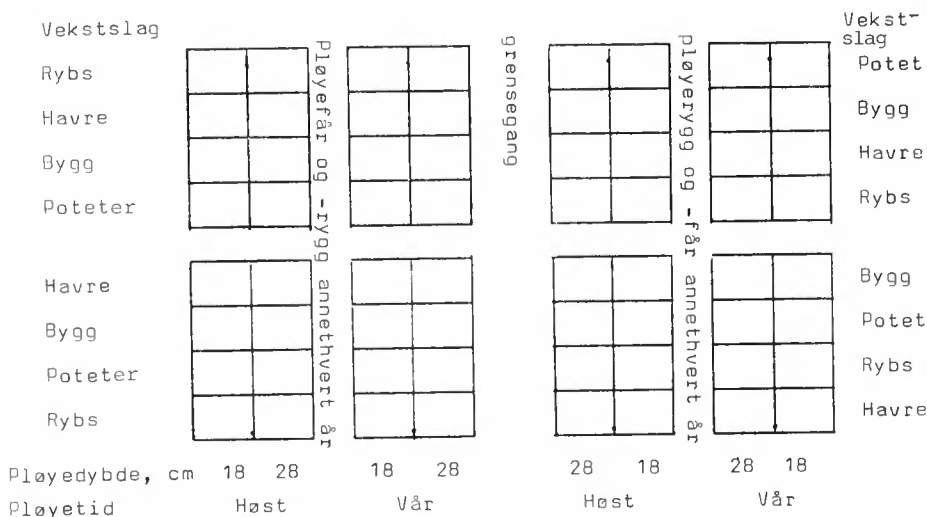 Vekstslag
Rybs
Havre
Bygg
Poteter
Havre
Bygg
Poteter
Rybs
pløyefår og -rygg annethvert år
grensegang
pløyerygg og -får annethvert år
Vekst-
slag
Potet
Bygg
Havre
Rybs
Bygg
Potet
Rybs
Havre
Pløyedybde, cm 18 28 18 28 28 18 28 18
Pløyetid Høst Vår Høst Vår